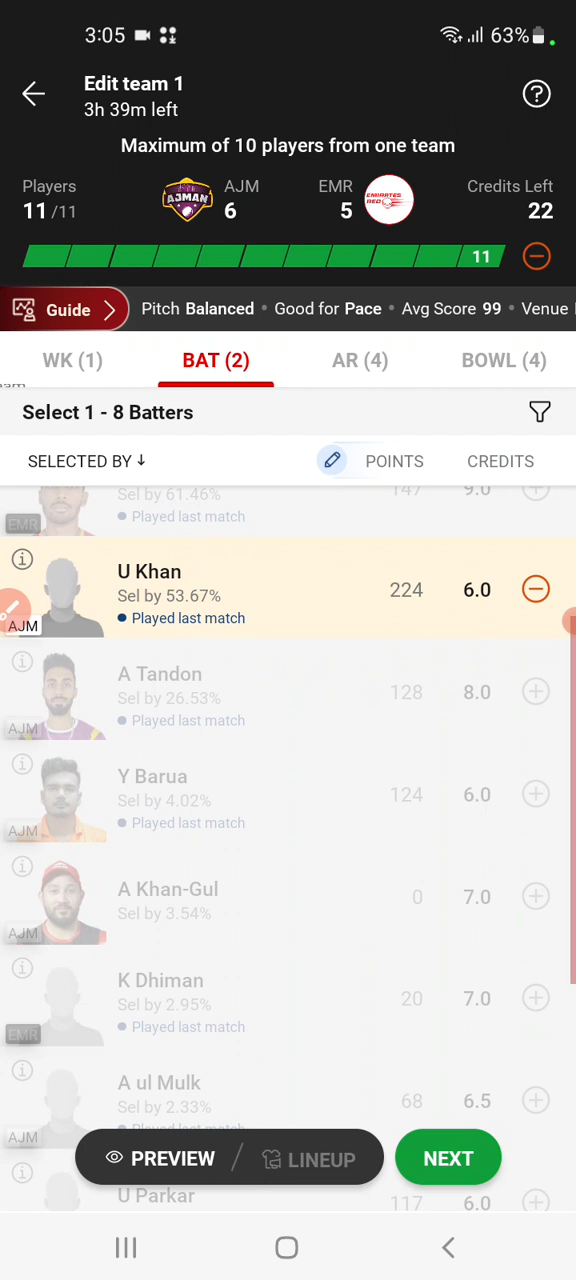 3:05
63%
Edit team 1
3h 39m left
Maximum of 10 players from one team
Players
11/11
AJMAN
AJM
6
EMR
5
EMIRATES RED
Credits Left
22
11
Guide
Pitch Balanced • Good for Pace • Avg Score 99 • Venue
WK (1)
BAT (2)
AR (4)
BOWL (4)
Select 1 - 8 Batters
SELECTED BY ↓
POINTS
CREDITS
Sel by 61.46%
147
9.0
EMR
Played last match
U Khan
Sel by 53.67%
224
6.0
AJM
Played last match
A Tandon
Sel by 26.53%
128
8.0
AJM
Played last match
Y Barua
Sel by 4.02%
124
6.0
AJM
Played last match
A Khan-Gul
Sel by 3.54%
0
7.0
AJM
K Dhiman
Sel by 2.95%
20
7.0
EMR
Played last match
A ul Mulk
Sel by 2.33%
68
6.5
AJM
Played last match
PREVIEW / LINEUP
NEXT
U Parkar
117
6.0